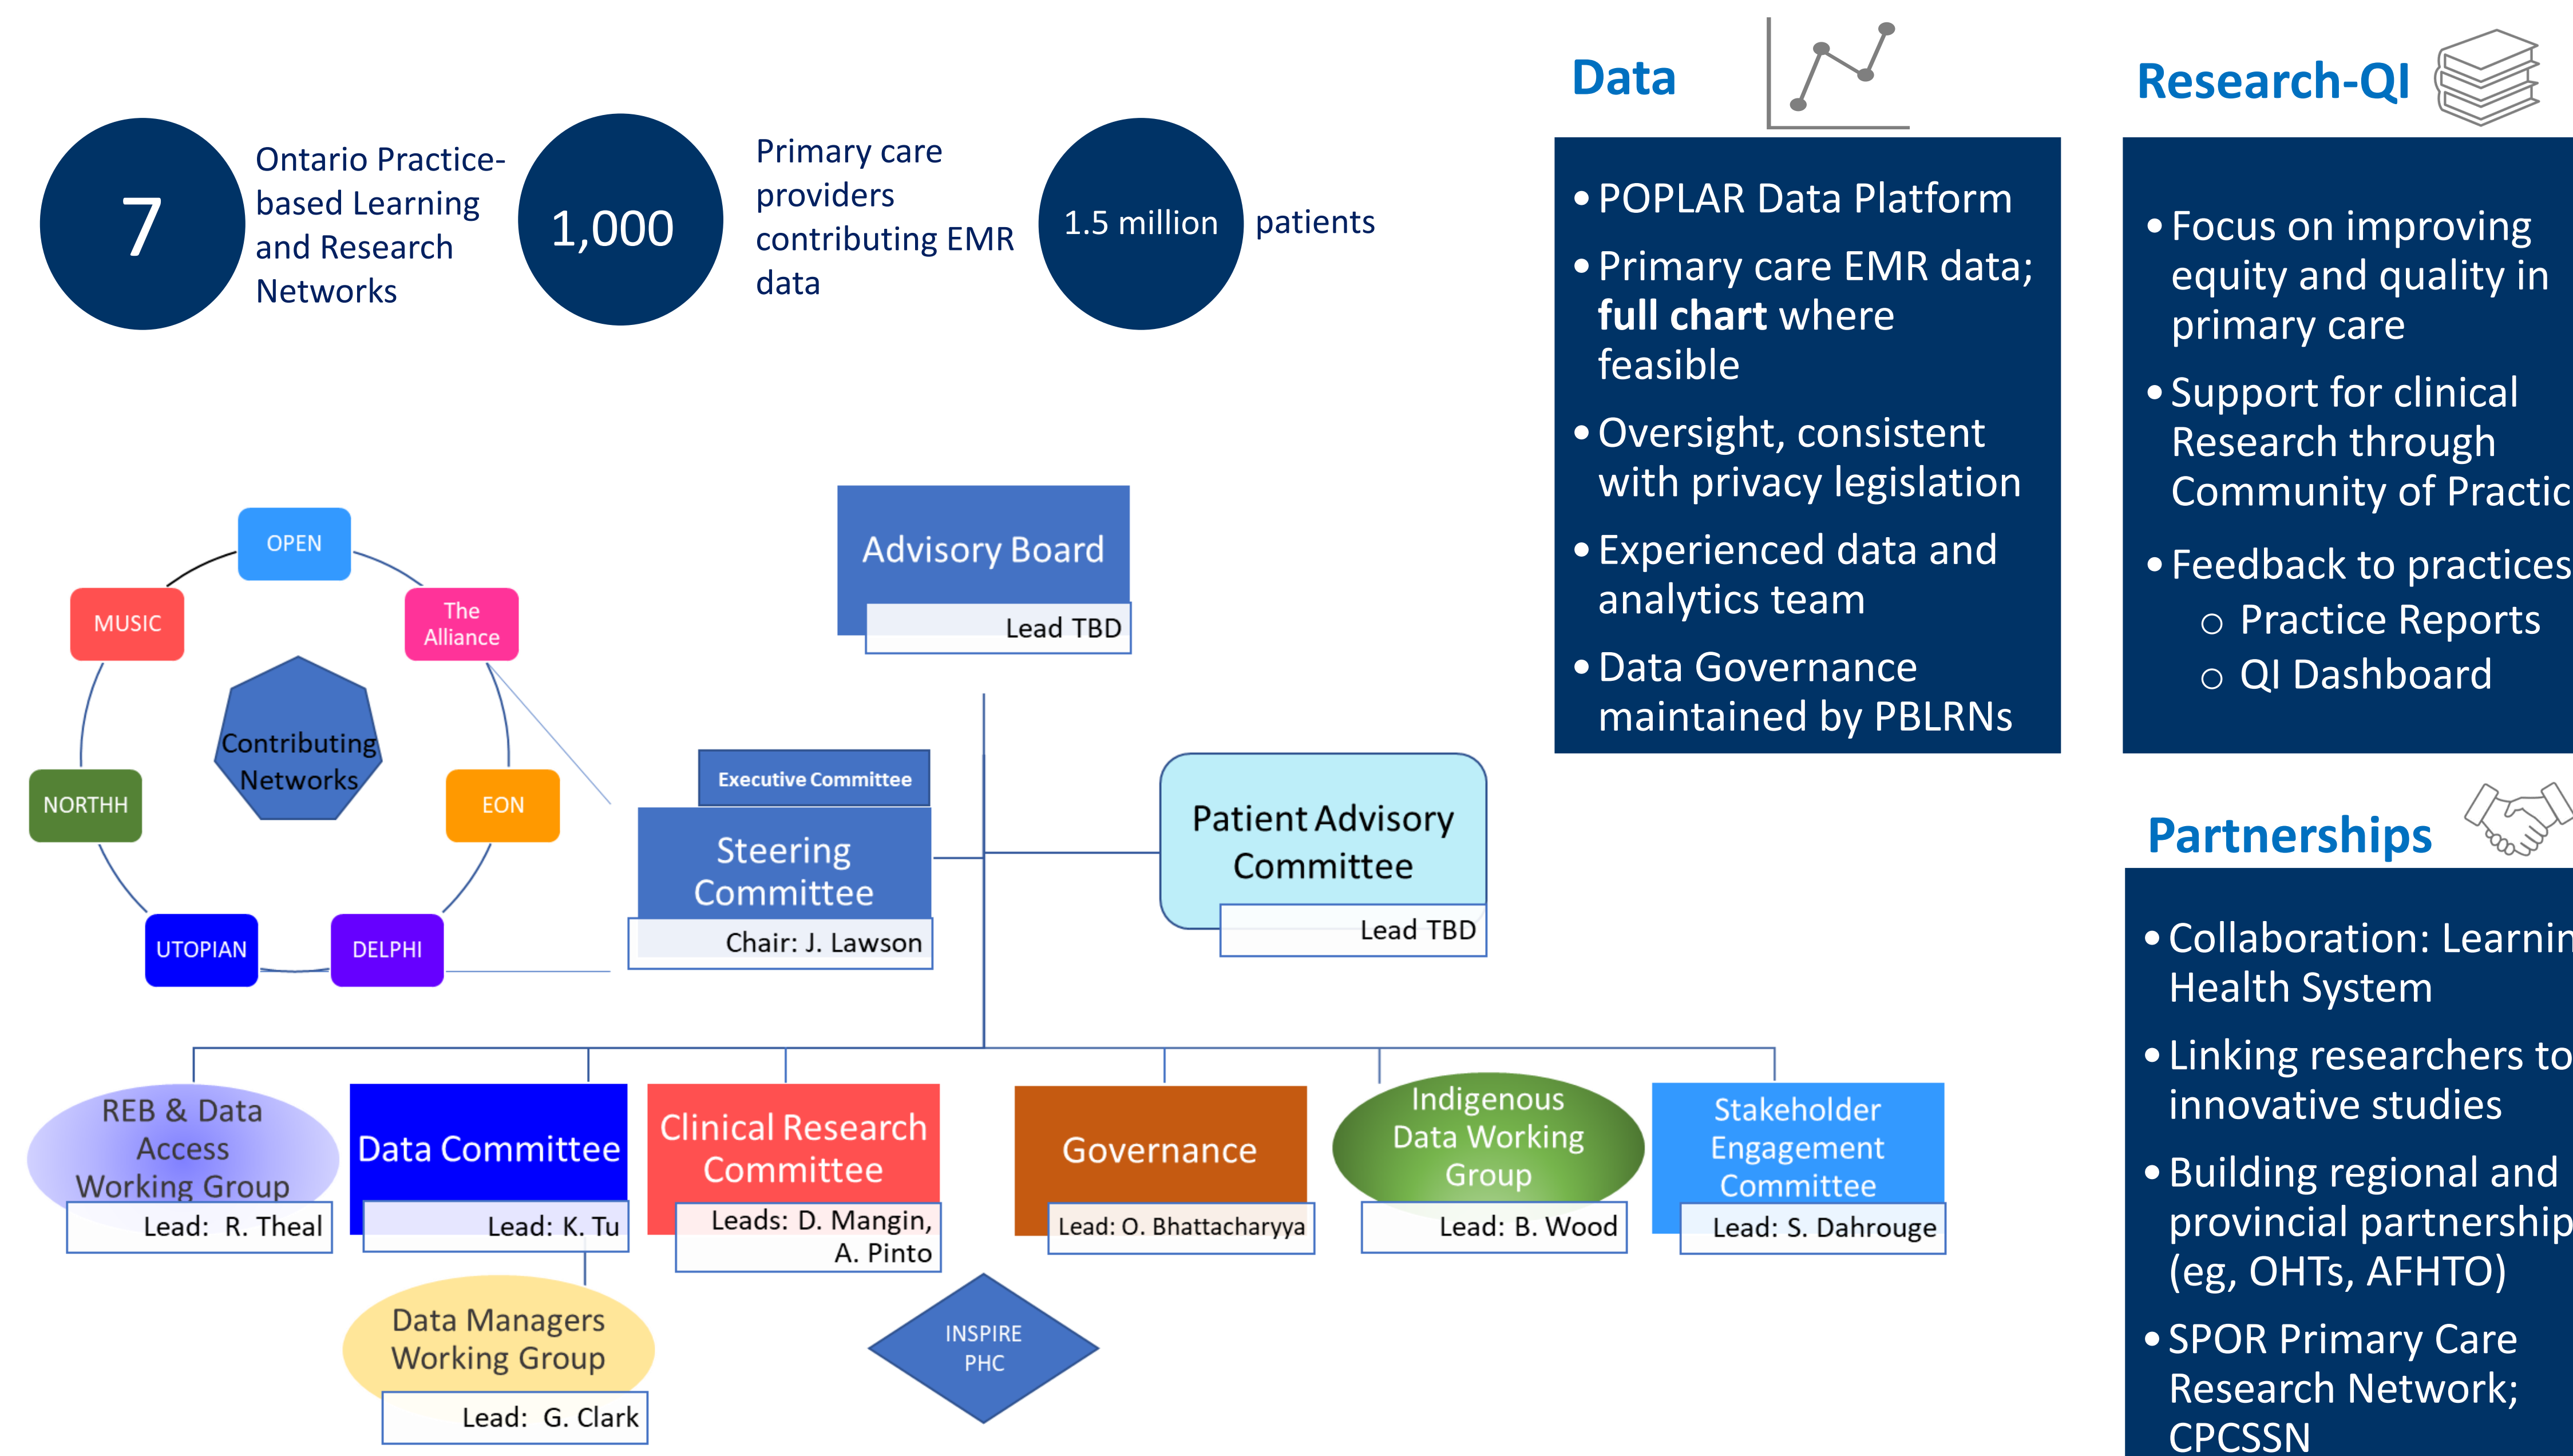 7
Ontario Practice-
based Learning
and Research
Networks
1,000
Primary care
providers
contributing EMR
data
1.5 million
patients
Data
• POPLAR Data Platform
• Primary care EMR data;
full chart where
feasible
• Oversight, consistent
with privacy legislation
• Experienced data and
analytics team
• Data Governance
maintained by PBLRNs
Research-QI
• Focus on improving
equity and quality in
primary care
• Support for clinical
Research through
Community of Practic
• Feedback to practices
o Practice Reports
o QI Dashboard
Partnerships
• Collaboration: Learnin
Health System
• Linking researchers to
innovative studies
• Building regional and
provincial partnership
(eg, OHTs, AFHTO)
• SPOR Primary Care
Research Network;
CPCSSN
OPEN
MUSIC
The
Alliance
Contributing
Networks
NORTHH
EON
UTOPIAN
DELPHI
Advisory Board
Lead TBD
Executive Committee
Steering
Committee
Chair: J. Lawson
Patient Advisory
Committee
Lead TBD
REB & Data
Access
Working Group
Lead: R. Theal
Data Committee
Lead: K. Tu
Clinical Research
Committee
Leads: D. Mangin,
A. Pinto
Governance
Lead: O. Bhattacharyya
Indigenous
Data Working
Group
Lead: B. Wood
Stakeholder
Engagement
Committee
Lead: S. Dahrouge
Data Managers
Working Group
Lead: G. Clark
INSPIRE
PHC